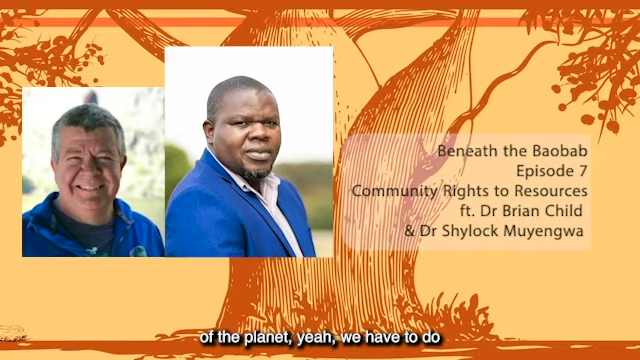 Beneath the Baobab
Episode 7
Community Rights to Resources
ft. Dr Brian Child
& Dr Shylock Muyengwa
of the planet, yeah, we have to do